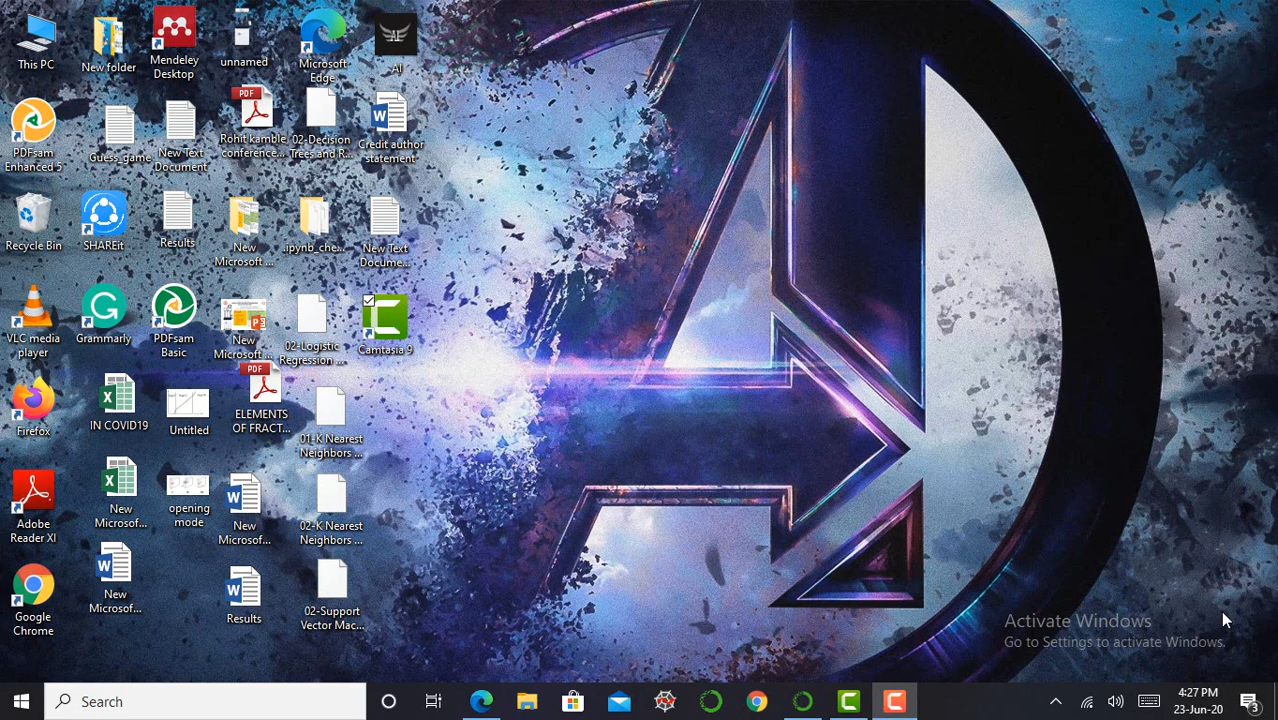 This PC
New folder
Mendeley
Desktop
unnamed
Microsoft
Edge
AI
PDFsam
Enhanced 5
Guess_game
New Text
Document
PDF
Rohit kamble
conference...
02-Decision
Trees and R...
Credit author
statement
Recycle Bin
SHAREit
Results
New
Microsoft ...
.ipynb_che...
New Text
Docume...
VLC media
player
Grammarly
PDFsam
Basic
New
Microsoft ...
02-Logistic
Regression ...
Camtasia 9
Firefox
IN COVID19
Untitled
PDF
ELEMENTS
OF FRACT...
01-K Nearest
Neighbors ...
Adobe
Reader XI
New
Microsof...
opening
mode
New
Microsof...
02-K Nearest
Neighbors ...
Google
Chrome
New
Microsof...
Results
02-Support
Vector Mac...
Activate Windows
Go to Settings to activate Windows.
Search
4:27 PM
23-Jun-20
3